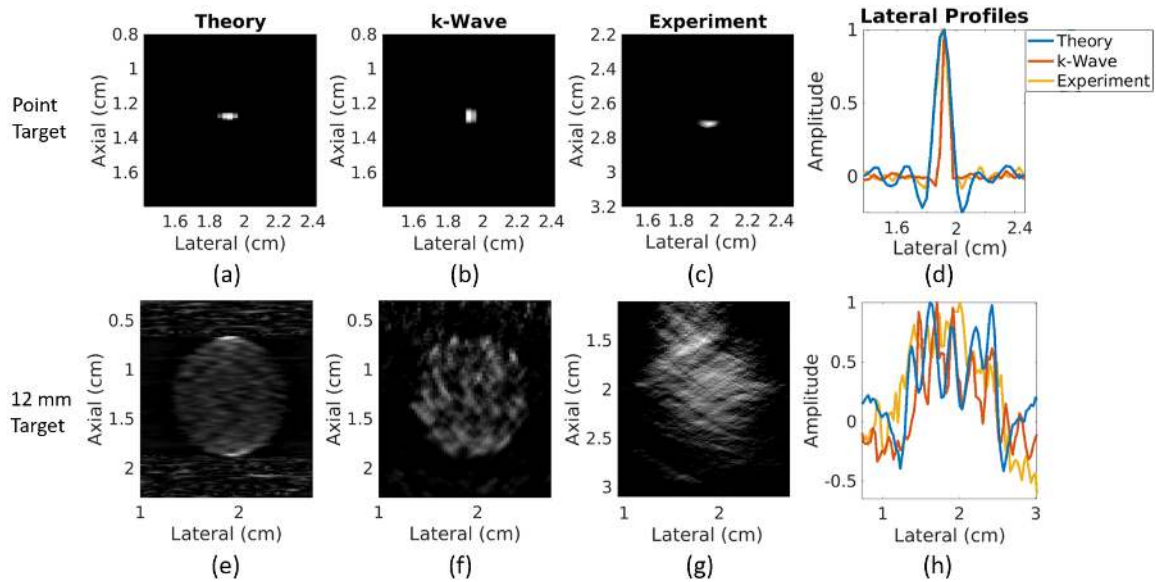 Theory
k-Wave
Experiment
Lateral Profiles
Point
Target
Axial (cm)
0.8
1
1.2
1.4
1.6
1.6 1.8 2 2.2 2.4
Lateral (cm)
(a)
Axial (cm)
0.8
1
1.2
1.4
1.6
1.6 1.8 2 2.2 2.4
Lateral (cm)
(b)
Axial (cm)
2.2
2.4
2.6
2.8
3
3.2
1.6 1.8 2 2.2 2.4
Lateral (cm)
(c)
Amplitude
1
0.5
0
1.6 2 2.4
Lateral (cm)
Theory
k-Wave
Experiment
(d)
12 mm
Target
Axial (cm)
0.5
1
1.5
2
1 2
Lateral (cm)
(e)
Axial (cm)
0.5
1
1.5
2
1 2
Lateral (cm)
(f)
Axial (cm)
1.5
2
2.5
3
1 2
Lateral (cm)
(g)
Amplitude
1
0.5
0
-0.5
1 2 3
Lateral (cm)
(h)